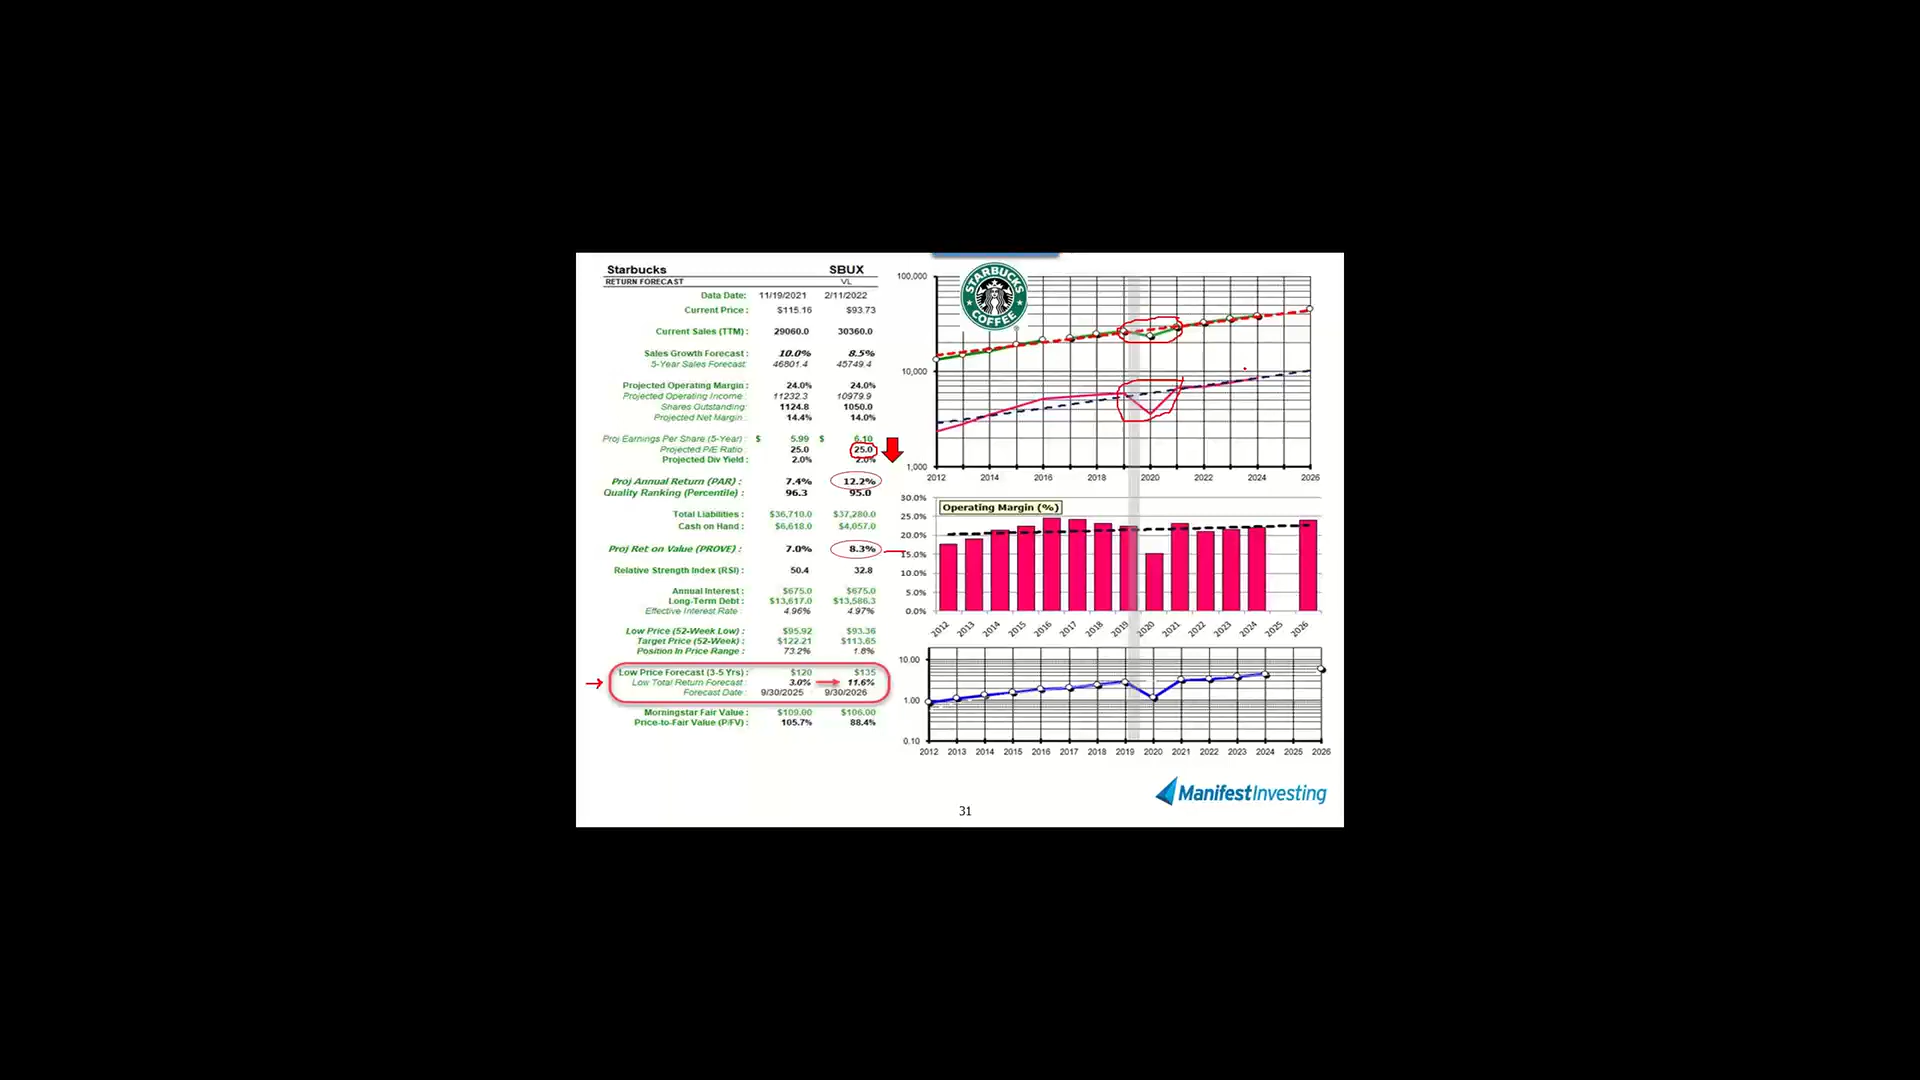 Starbucks SBUX
RETURN FORECAST VL
Data Date: 11/19/2021 2/11/2022
Current Price: $115.16 $93.73
Current Sales (TTM): 29060.0 30360.0
Sales Growth Forecast: 10.0% 8.5%
5-Year Sales Forecast: 46801.4 45749.4
Projected Operating Margin: 24.0% 24.0%
Projected Operating Income: 11232.3 10979.9
Shares Outstanding: 1124.8 1050.0
Projected Net Margin: 14.4% 14.0%
Proj Earnings Per Share (5-Year): $ 5.99 $ 6.10
Projected P/E Ratio: 25.0 25.0
Projected Div Yield: 2.0% 2.0%
Proj Annual Return (PAR): 7.4% 12.2%
Quality Ranking (Percentile): 96.3 95.0
Total Liabilities: $36,710.0 $37,280.0
Cash on Hand: $6,618.0 $4,057.0
Proj Ret on Value (PROVE): 7.0% 8.3%
Relative Strength Index (RSI): 50.4 32.8
Annual Interest: $675.0 $675.0
Long-Term Debt: $13,617.0 $13,586.3
Effective Interest Rate: 4.96% 4.97%
Low Price (52-Week Low): $95.92 $93.36
Target Price (52-Week): $122.21 $113.65
Position In Price Range: 73.2% 1.8%
Low Price Forecast (3-5 Yrs): $120 $135
Low Total Return Forecast: 3.0% 11.6%
Forecast Date: 9/30/2025 9/30/2026
Morningstar Fair Value: $109.00 $106.00
Price-to-Fair Value (P/FV): 105.7% 88.4%
STARBUCKS
COFFEE
100,000
10,000
1,000
2012 2014 2016 2018 2020 2022 2024 2026
Operating Margin (%)
30.0%
25.0%
20.0%
15.0%
10.0%
5.0%
0.0%
2012 2013 2014 2015 2016 2017 2018 2019 2020 2021 2022 2023 2024 2025 2026
10.00
1.00
0.10
2012 2013 2014 2015 2016 2017 2018 2019 2020 2021 2022 2023 2024 2025 2026
ManifestInvesting
31